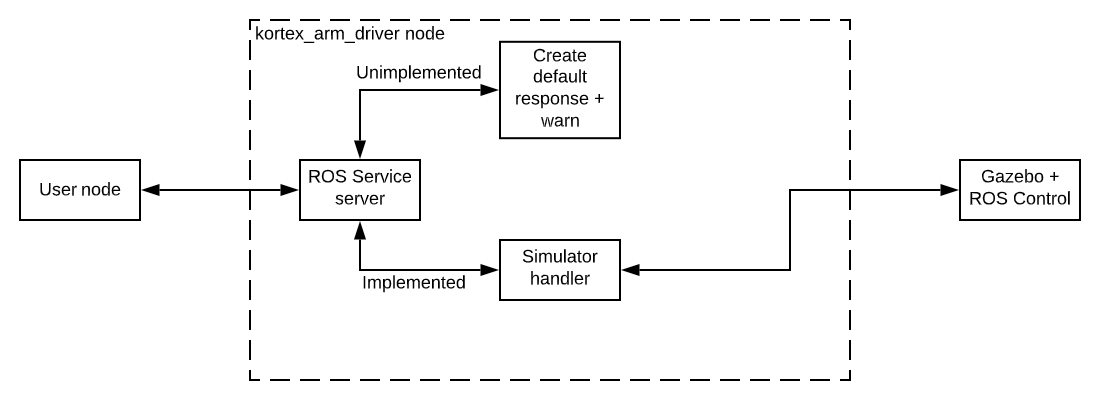 kortex_arm_driver node
Unimplemented
Create
default
response +
warn
User node
ROS Service
server
Gazebo +
ROS Control
Implemented
Simulator
handler